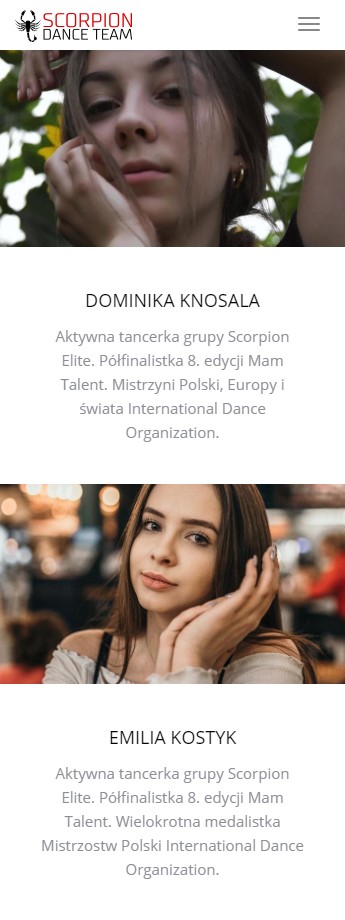 SCORPION
DANCE TEAM
DOMINIKA KNOSALA
Aktywna tancerka grupy Scorpion
Elite. Półfinalistka 8. edycji Mam
Talent. Mistrzyni Polski, Europy i
świata International Dance
Organization.
EMILIA KOSTYK
Aktywna tancerka grupy Scorpion
Elite. Półfinalistka 8. edycji Mam
Talent. Wielokrotna medalistka
Mistrzostw Polski International Dance
Organization.